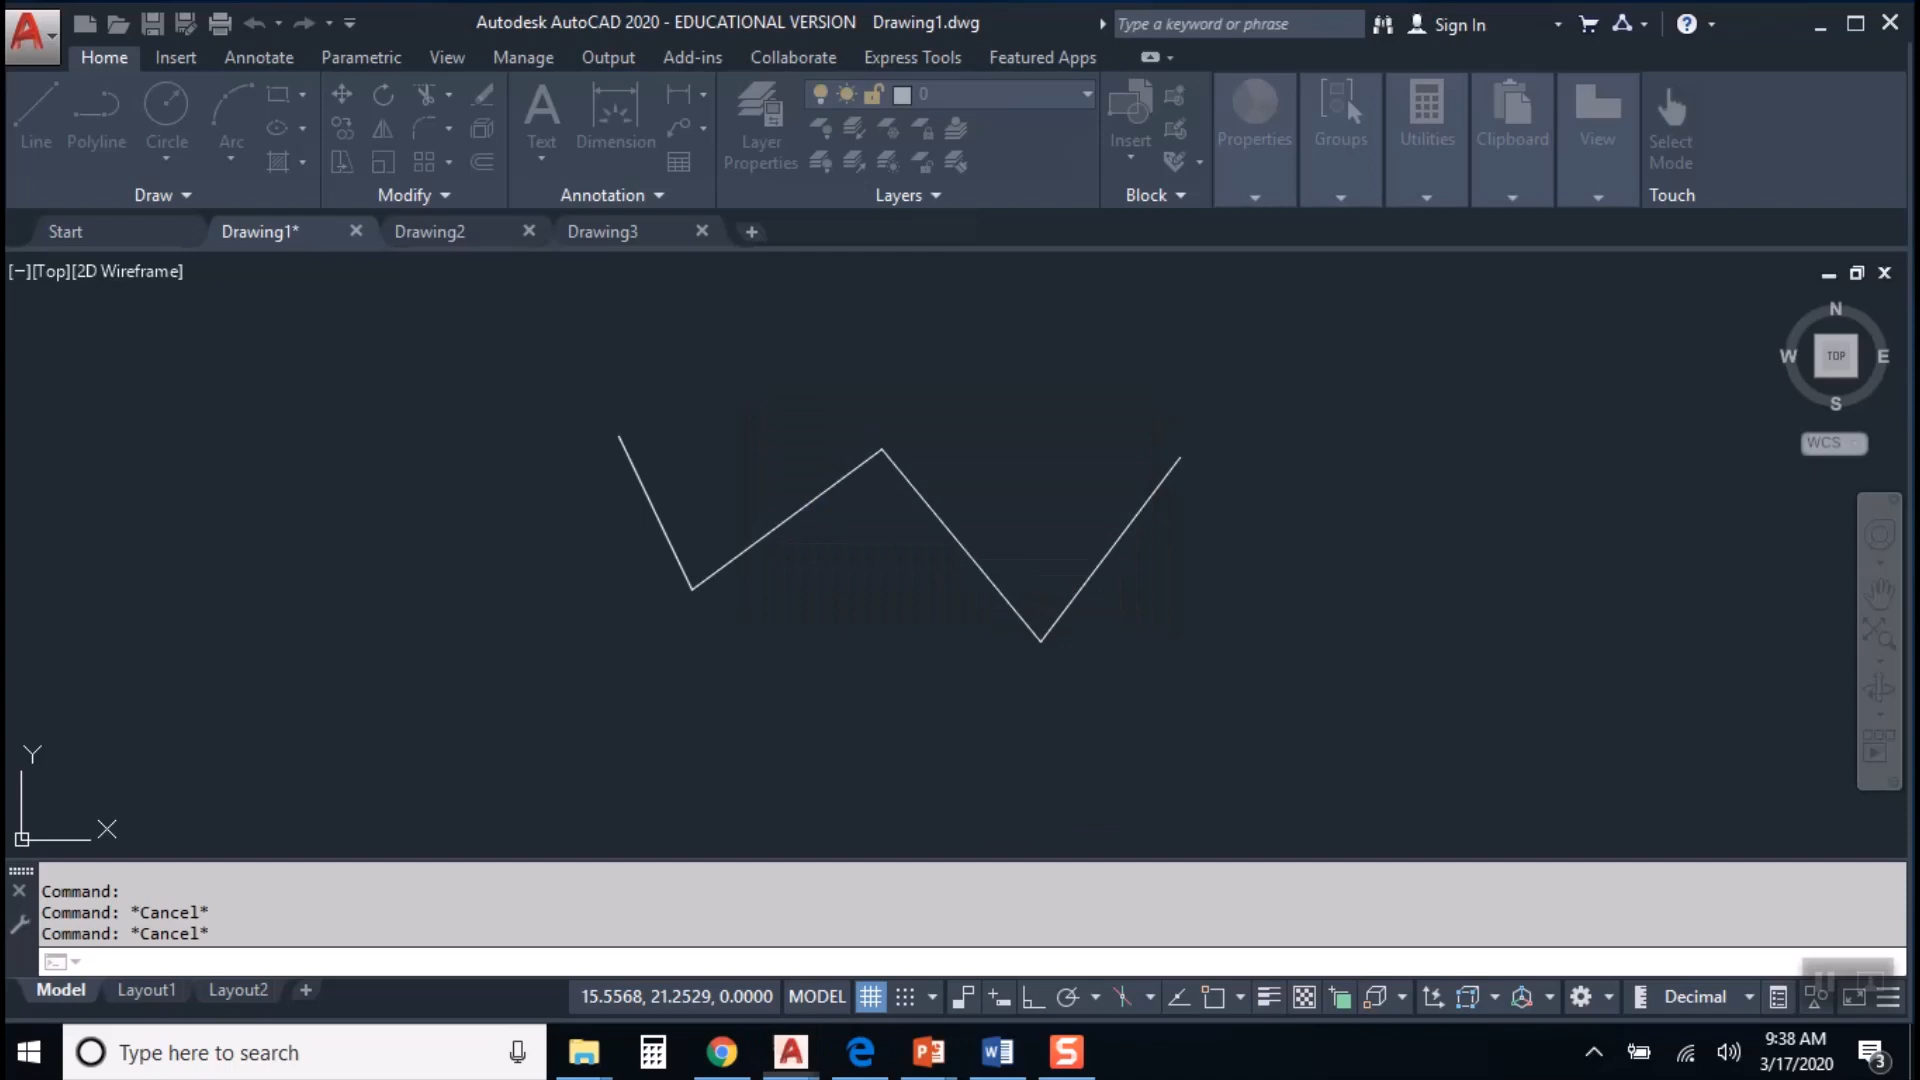 Autodesk AutoCAD 2020 - EDUCATIONAL VERSION Drawing1.dwg
Type a keyword or phrase
Sign In
Home Insert Annotate Parametric View Manage Output Add-ins Collaborate Express Tools Featured Apps
0
Line Polyline Circle Arc Text Dimension Layer Properties Insert Properties Groups Utilities Clipboard View Select Mode
Draw Modify Annotation Layers Block Touch
Start Drawing1* Drawing2 Drawing3
[−][Top][2D Wireframe]
N
W TOP E
S
WCS
Y
X
Command:
Command: *Cancel*
Command: *Cancel*
Model Layout1 Layout2 15.5568, 21.2529, 0.0000 MODEL Decimal
Type here to search
9:38 AM
3/17/2020
3